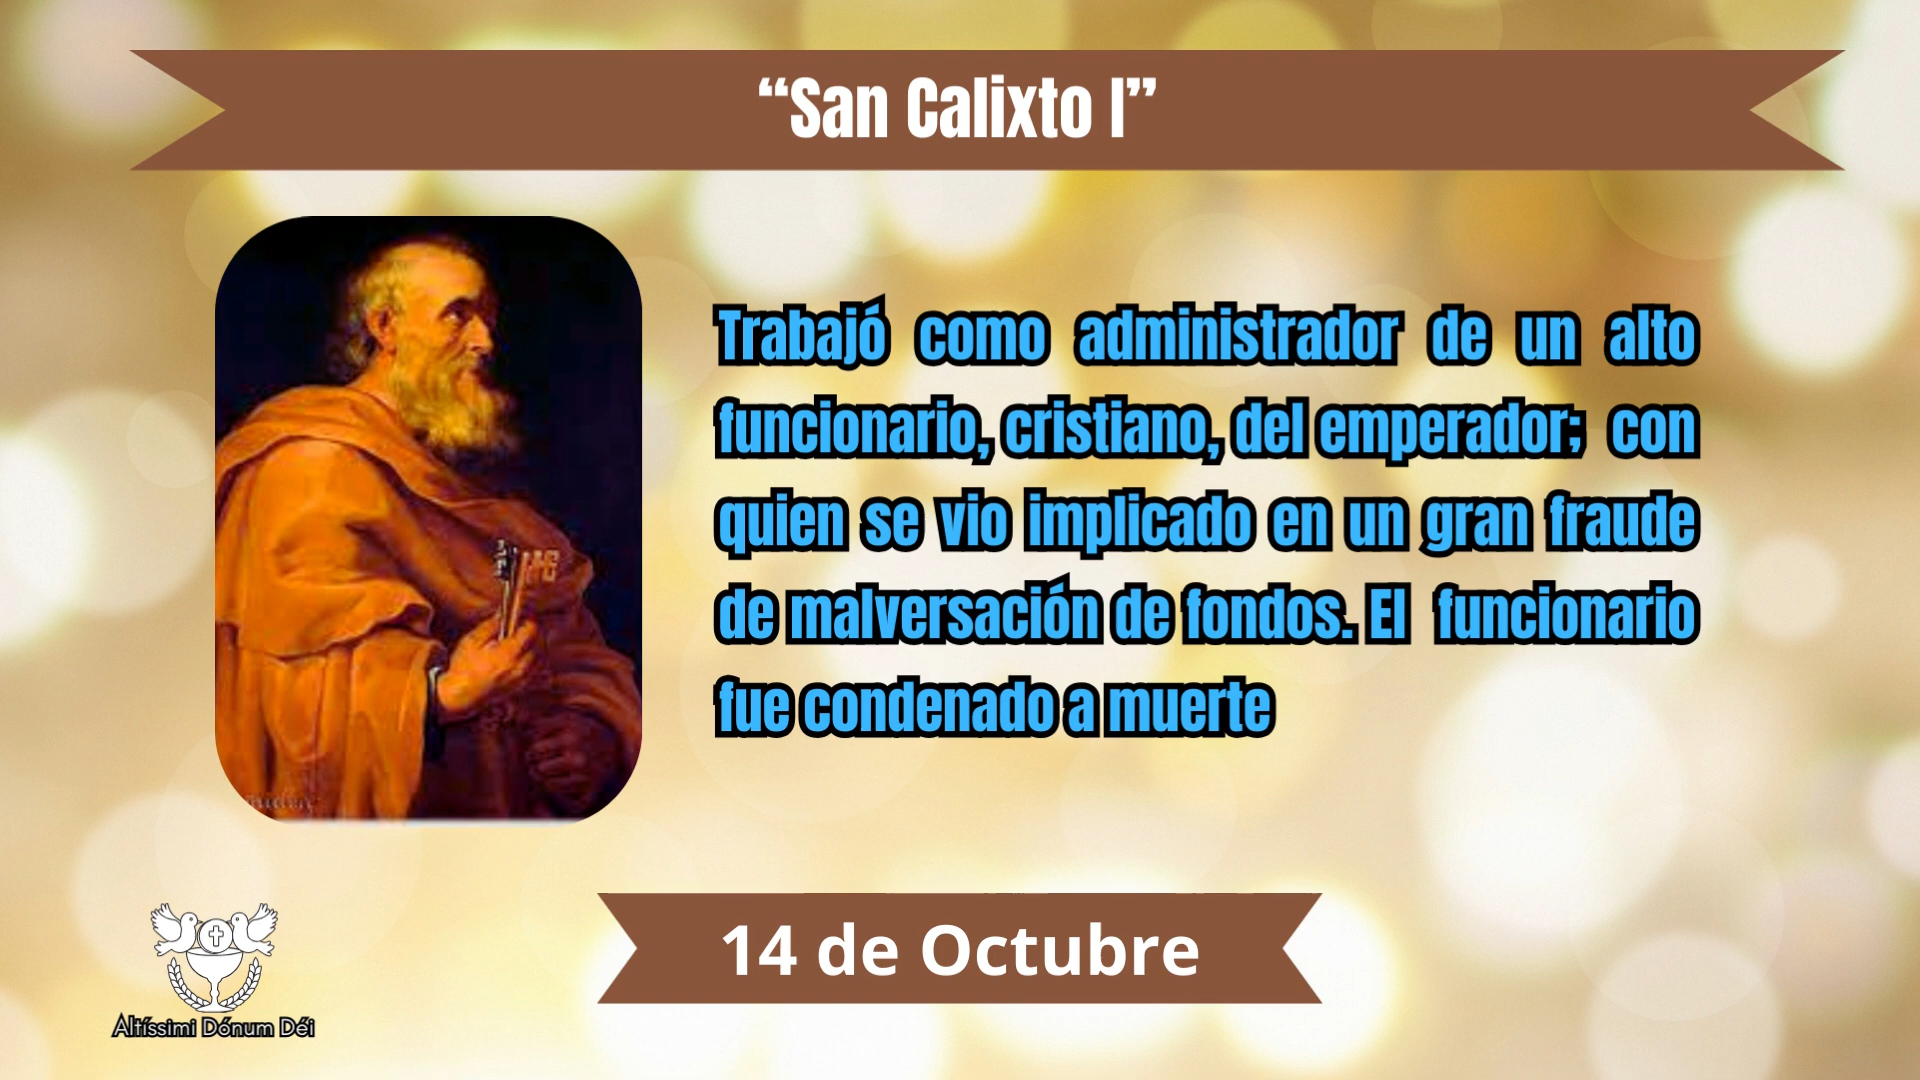 “San Calixto I”
Trabajó como administrador de un alto
funcionario, cristiano, del emperador; con
quien se vio implicado en un gran fraude
de malversación de fondos. El funcionario
fue condenado a muerte
14 de Octubre
Altíssimi Dónum Déi